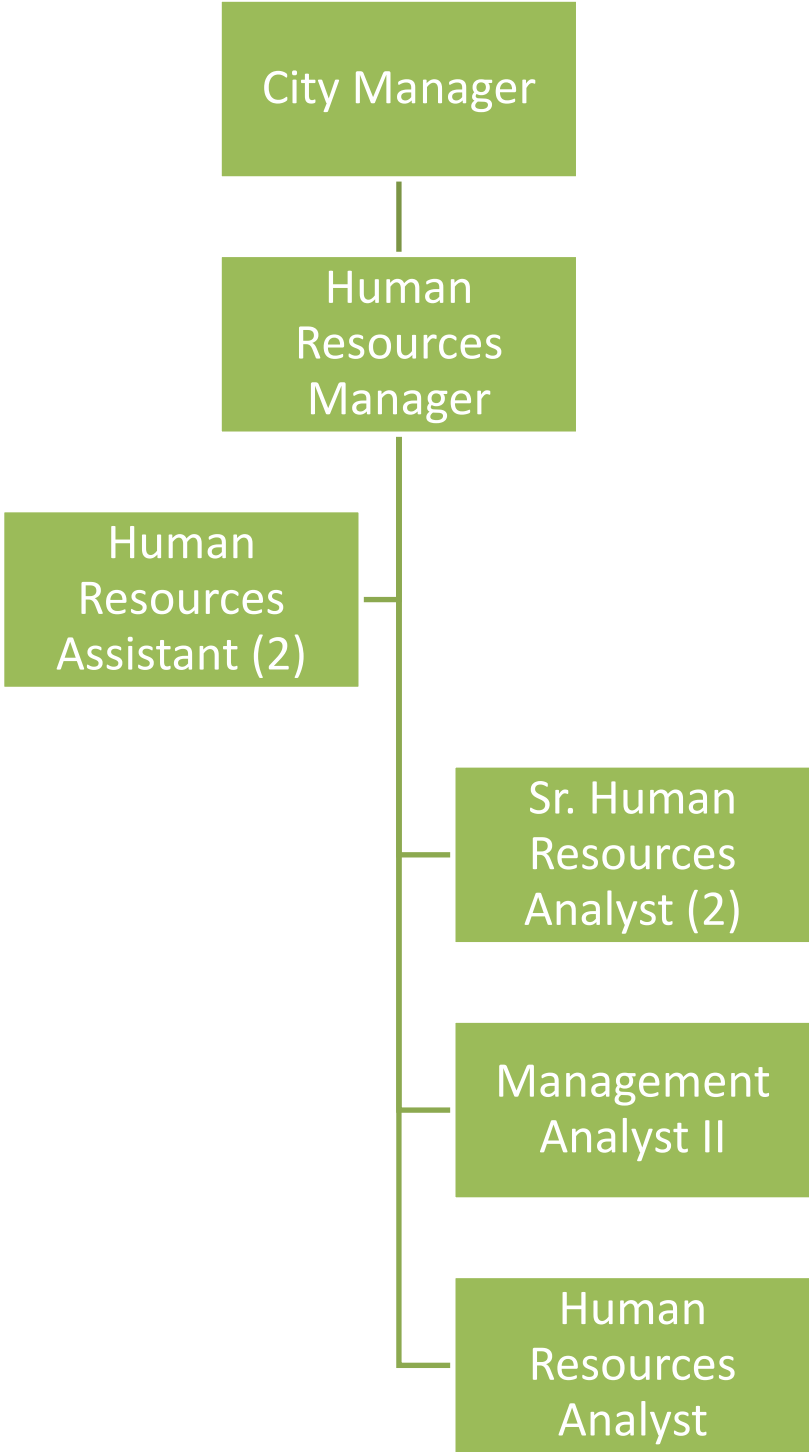 City Manager
Human
Resources
Manager
Human
Resources
Assistant (2)
Sr. Human
Resources
Analyst (2)
Management
Analyst II
Human
Resources
Analyst